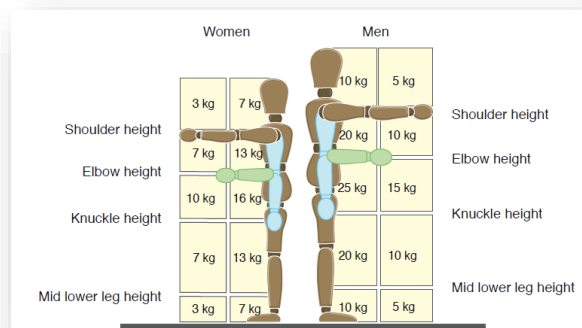 Women
Men
3 kg 7 kg
10 kg 5 kg
Shoulder height
Shoulder height
7 kg 13 kg
20 kg 10 kg
Elbow height
Elbow height
10 kg 16 kg
25 kg 15 kg
Knuckle height
Knuckle height
7 kg 13 kg
20 kg 10 kg
Mid lower leg height
Mid lower leg height
3 kg 7 kg
10 kg 5 kg